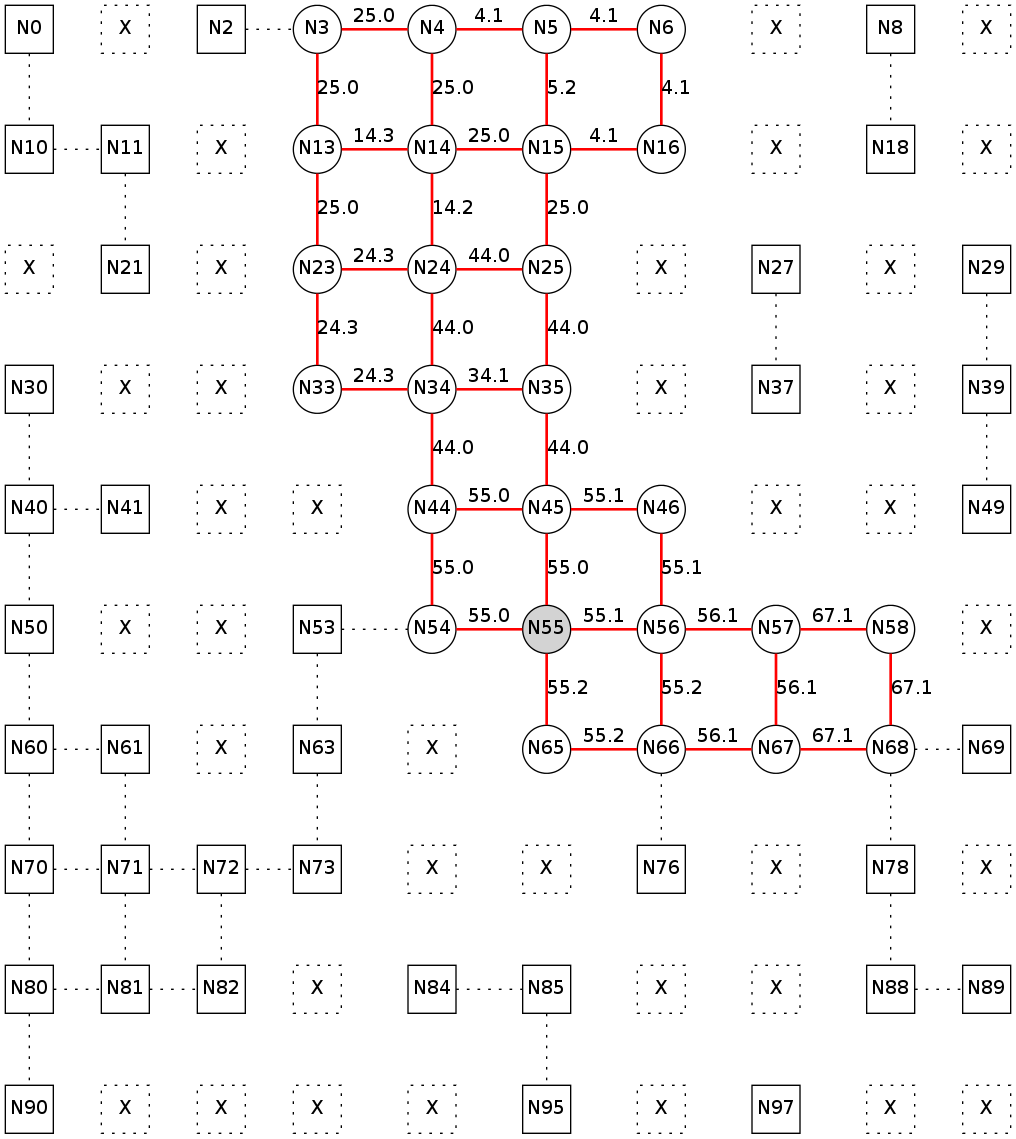 25.0 4.1 4.1
N0 X N2 N3 N4 N5 N6 X N8 X
25.0 25.0 5.2 4.1
14.3 25.0 4.1
N10 N11 X N13 N14 N15 N16 X N18 X
25.0 14.2 25.0
24.3 44.0
X N21 X N23 N24 N25 X N27 X N29
24.3 44.0 44.0
24.3 34.1
N30 X X N33 N34 N35 X N37 X N39
44.0 44.0
55.0 55.1
N40 N41 X X N44 N45 N46 X X N49
55.0 55.0 55.1
55.0 55.1 56.1 67.1
N50 X X N53 N54 N55 N56 N57 N58 X
55.2 55.2 56.1 67.1
55.2 56.1 67.1
N60 N61 X N63 X N65 N66 N67 N68 N69
N70 N71 N72 N73 X X N76 X N78 X
N80 N81 N82 X N84 N85 X X N88 N89
N90 X X X X N95 X N97 X X